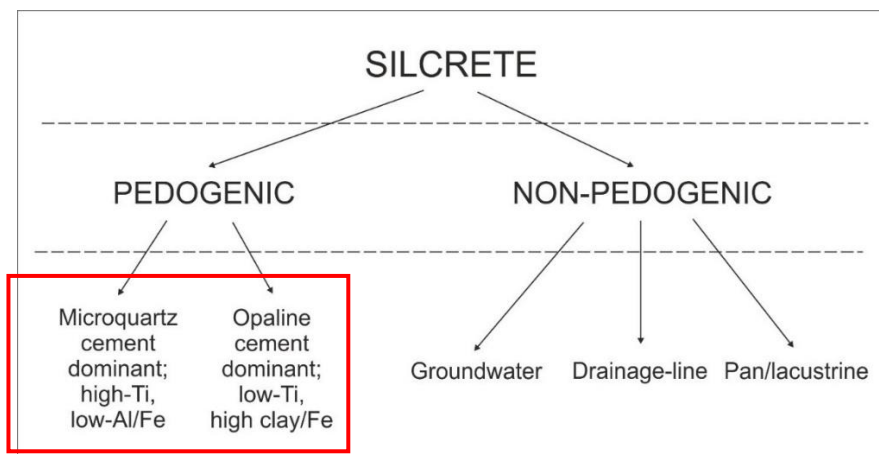 SILCRETE
PEDOGENIC
NON-PEDOGENIC
Microquartz
cement
dominant;
high-Ti,
low-Al/Fe
Opaline
cement
dominant;
low-Ti,
high clay/Fe
Groundwater
Drainage-line
Pan/lacustrine